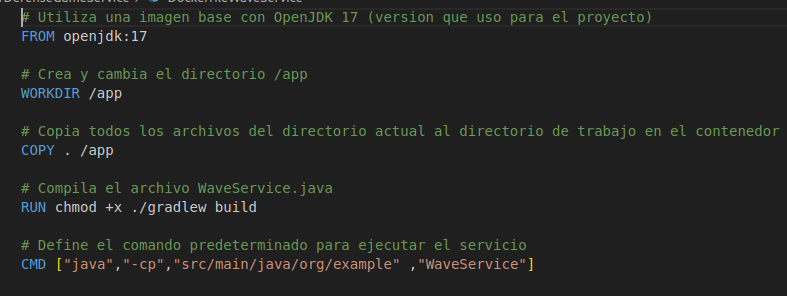 # Utiliza una imagen base con OpenJDK 17 (version que uso para el proyecto)
FROM openjdk:17
# Crea y cambia el directorio /app
WORKDIR /app
# Copia todos los archivos del directorio actual al directorio de trabajo en el contenedor
COPY . /app
# Compila el archivo WaveService.java
RUN chmod +x ./gradlew build
# Define el comando predeterminado para ejecutar el servicio
CMD ["java","-cp","src/main/java/org/example" ,"WaveService"]